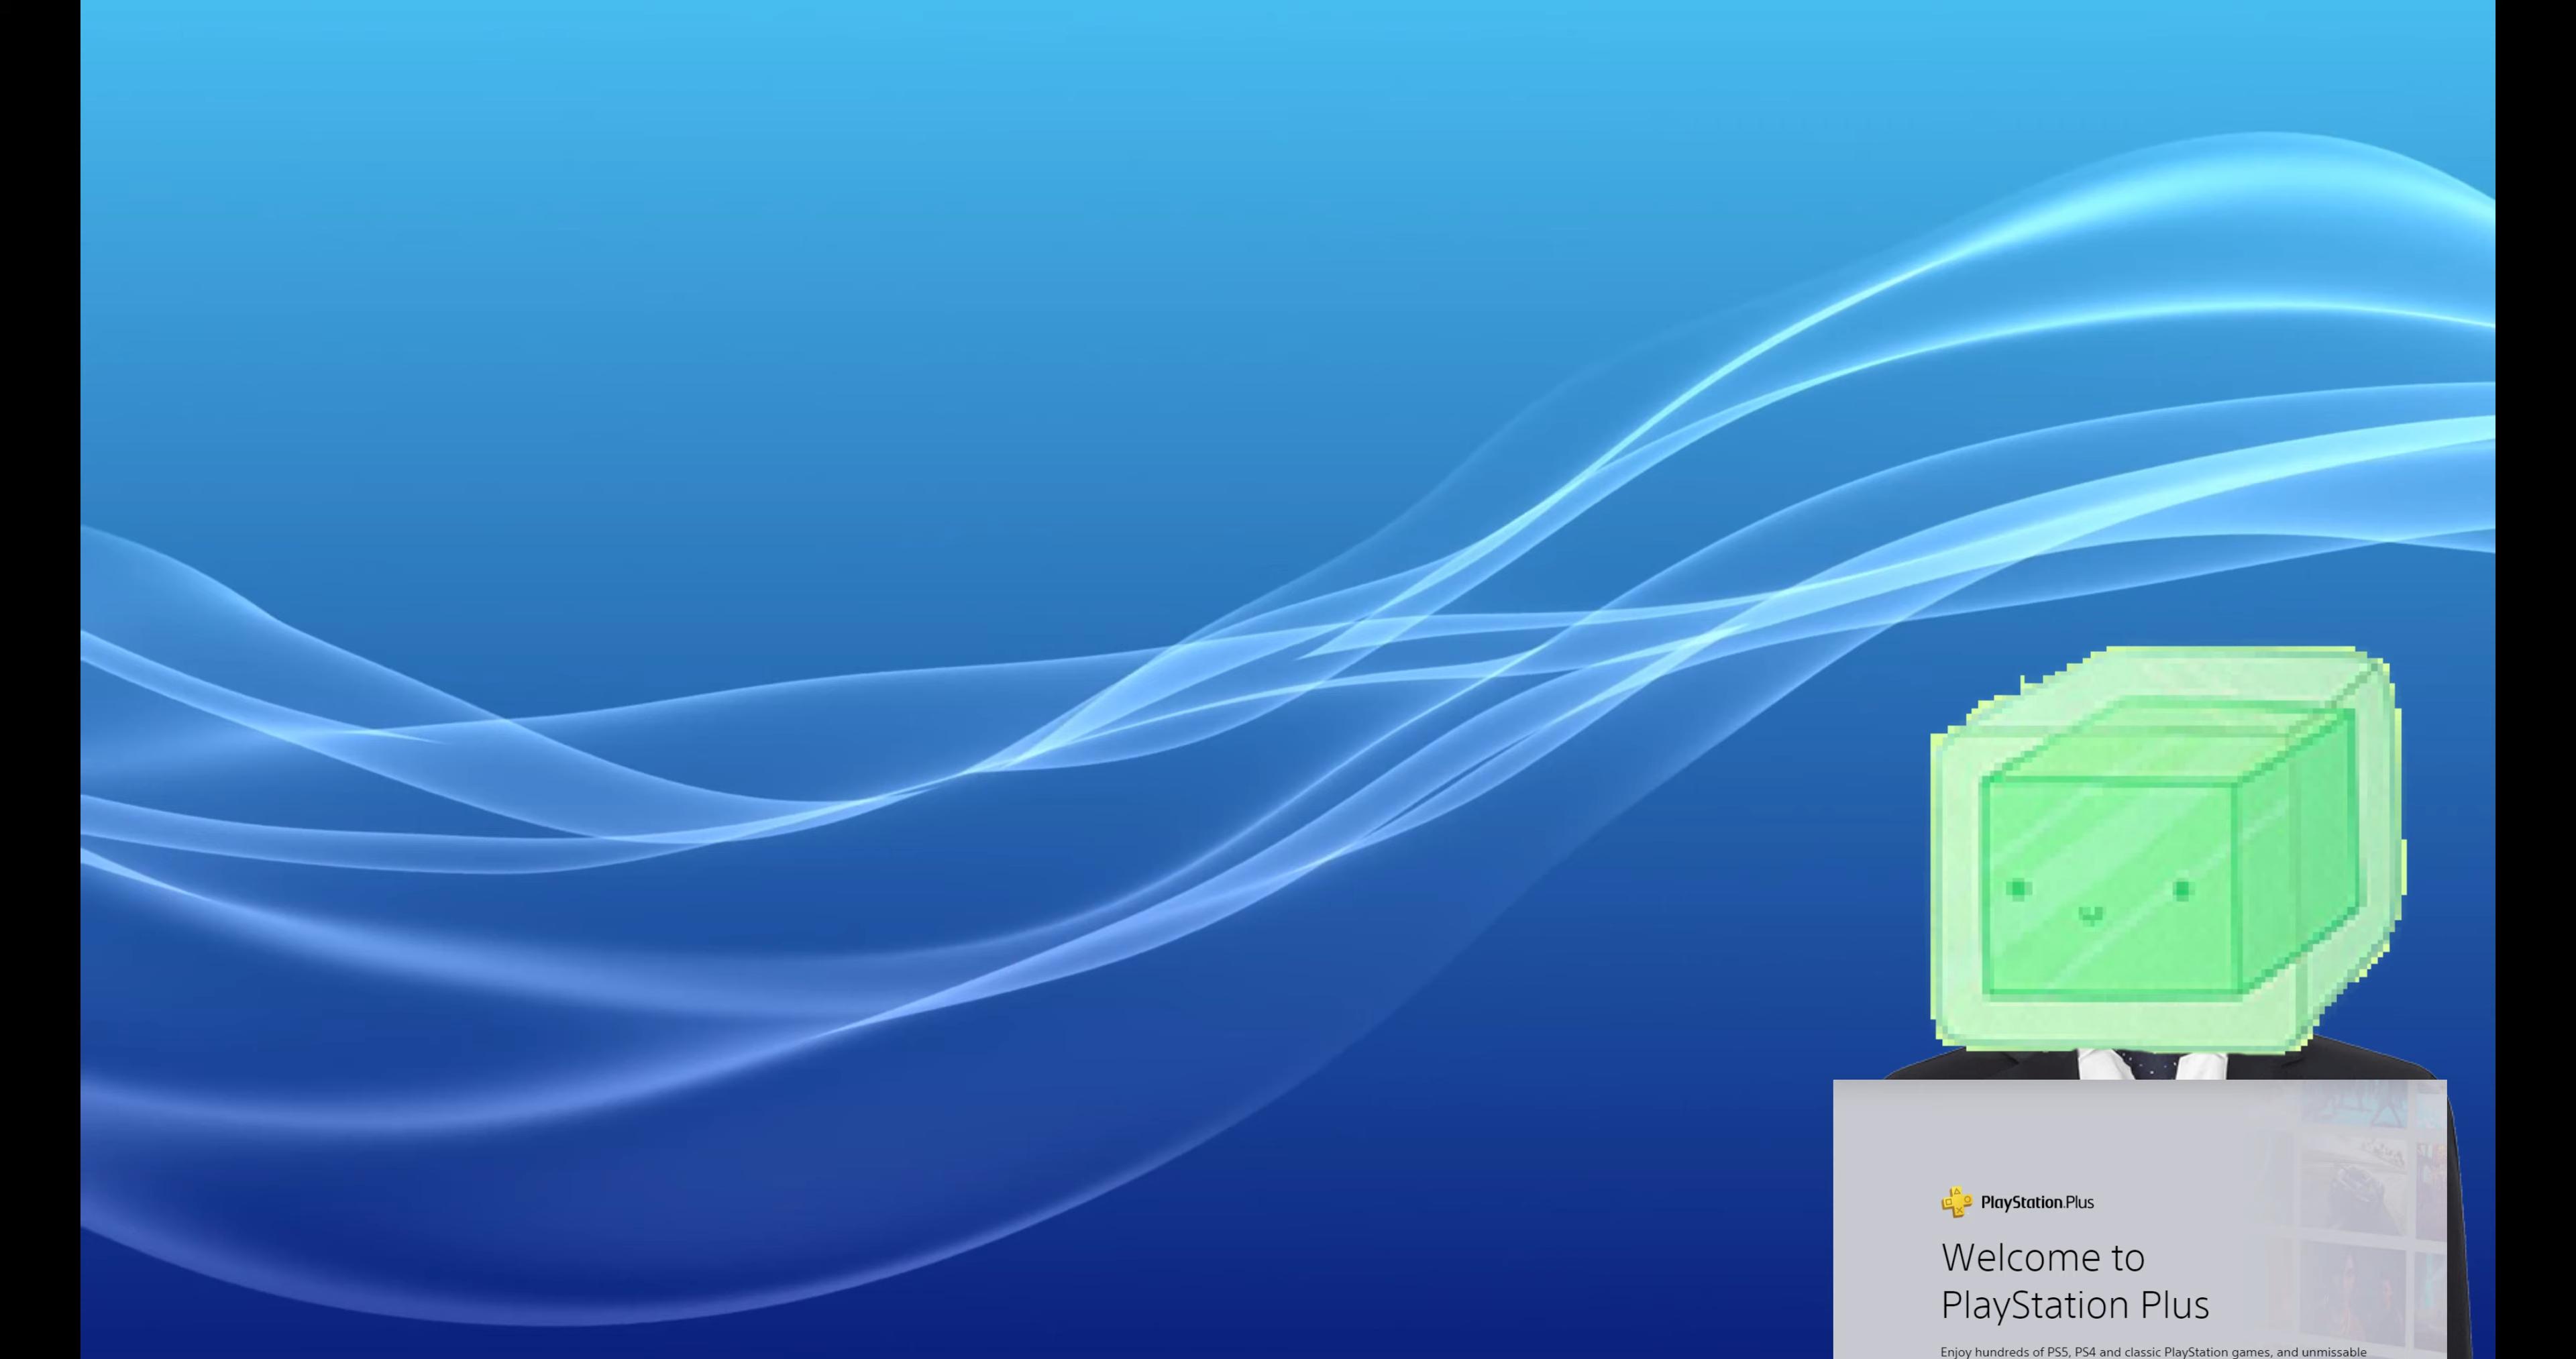 PlayStation.Plus
Welcome to
PlayStation Plus
Enjoy hundreds of PS5, PS4 and classic PlayStation games, and unmissable